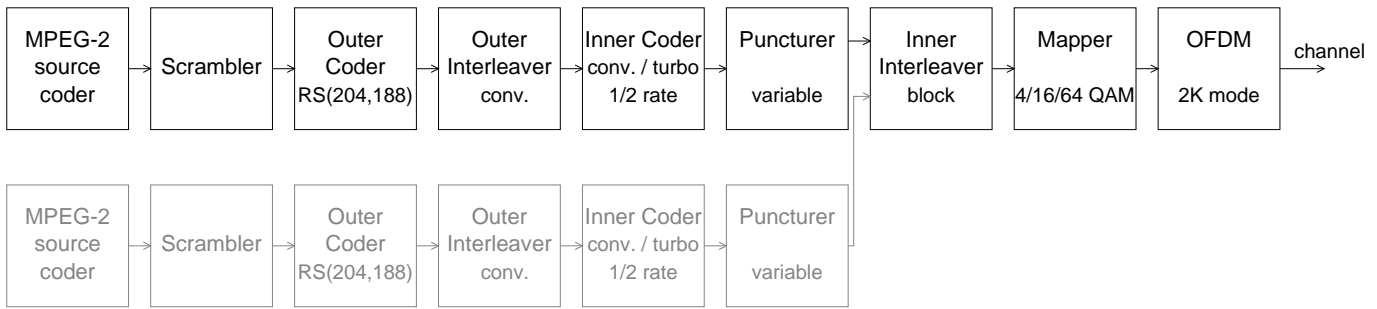 MPEG-2
source
coder
Scrambler
Outer
Coder
RS(204,188)
Outer
Interleaver
conv.
Inner Coder
conv. / turbo
1/2 rate
Puncturer
variable
Inner
Interleaver
block
Mapper
4/16/64 QAM
OFDM
2K mode
channel
MPEG-2
source
coder
Scrambler
Outer
Coder
RS(204,188)
Outer
Interleaver
conv.
Inner Coder
conv. / turbo
1/2 rate
Puncturer
variable